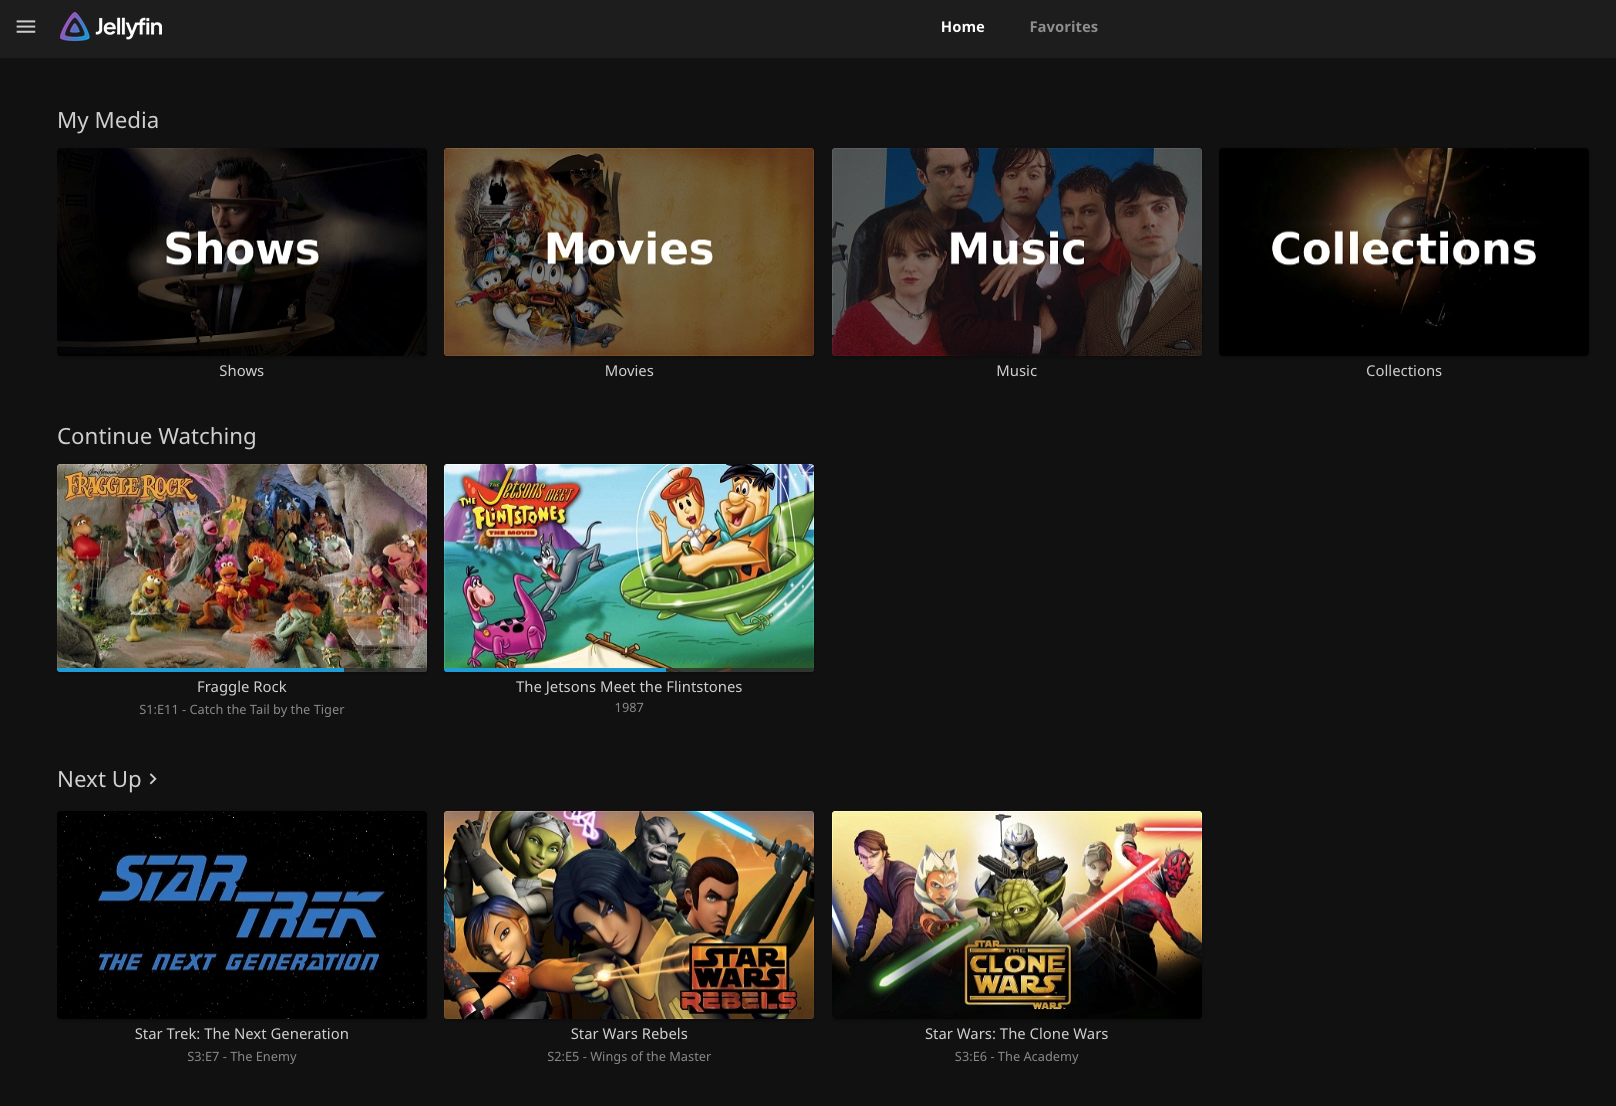 Jellyfin
Home
Favorites
My Media
Shows
Movies
Music
Collections
Shows
Movies
Music
Collections
Continue Watching
FRAGGLE ROCK
THE JETSONS MEET
THE FLINTSTONES
THE MOVIE
Fraggle Rock
S1:E11 - Catch the Tail by the Tiger
The Jetsons Meet the Flintstones
1987
Next Up
STAR
TREK
THE NEXT GENERATION
STAR
WARS
REBELS
STAR
THE
CLONE
WARS
WARS
Star Trek: The Next Generation
S3:E7 - The Enemy
Star Wars Rebels
S2:E5 - Wings of the Master
Star Wars: The Clone Wars
S3:E6 - The Academy